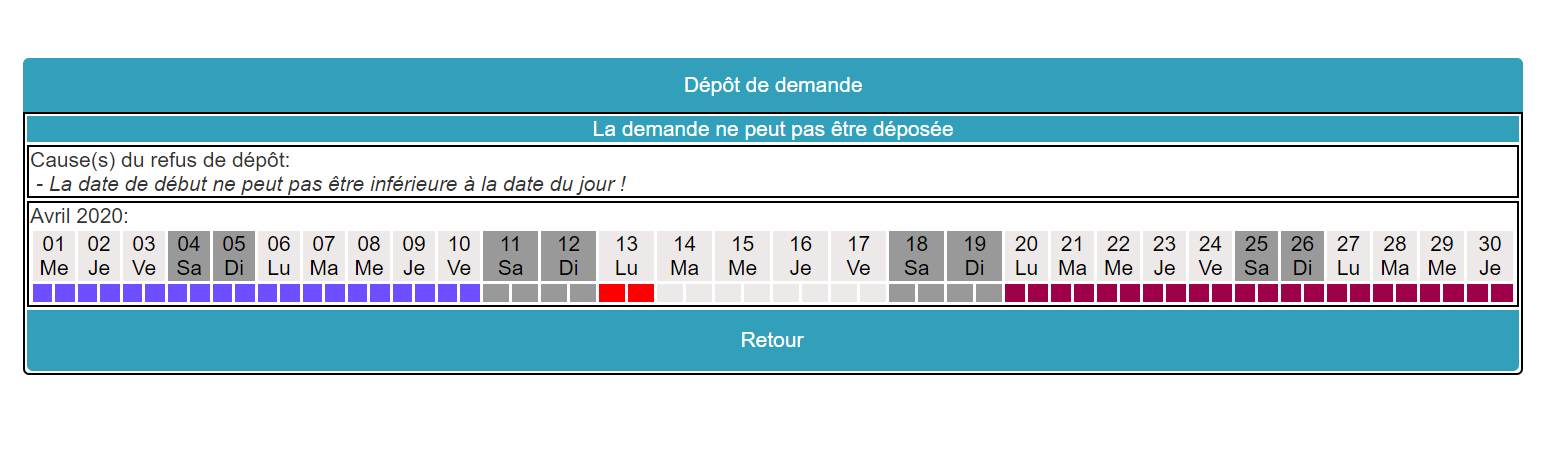 Dépôt de demande
La demande ne peut pas être déposée
Cause(s) du refus de dépôt:
- La date de début ne peut pas être inférieure à la date du jour !
Avril 2020:
01 02 03 04 05 06 07 08 09 10 11 12 13 14 15 16 17 18 19 20 21 22 23 24 25 26 27 28 29 30
Me Je Ve Sa Di Lu Ma Me Je Ve Sa Di Lu Ma Me Je Ve Sa Di Lu Ma Me Je Ve Sa Di Lu Ma Me Je
Retour